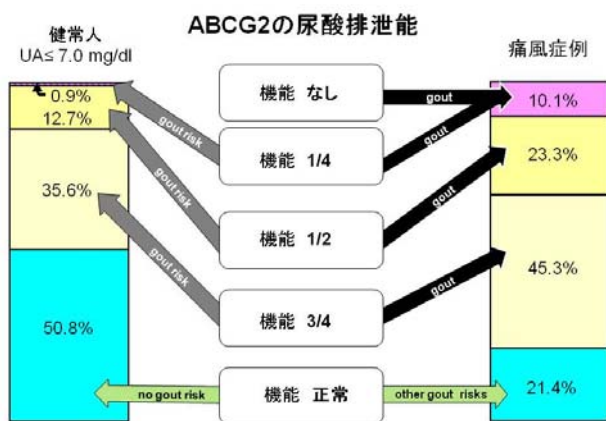 ABCG2の尿酸排泄能
健常人
UA≤ 7.0 mg/dl
0.9%
12.7%
35.6%
50.8%
gout risk
gout risk
gout risk
no gout risk
機能 なし
機能 1/4
機能 1/2
機能 3/4
機能 正常
gout
gout
gout
gout
other gout risks
痛風症例
10.1%
23.3%
45.3%
21.4%